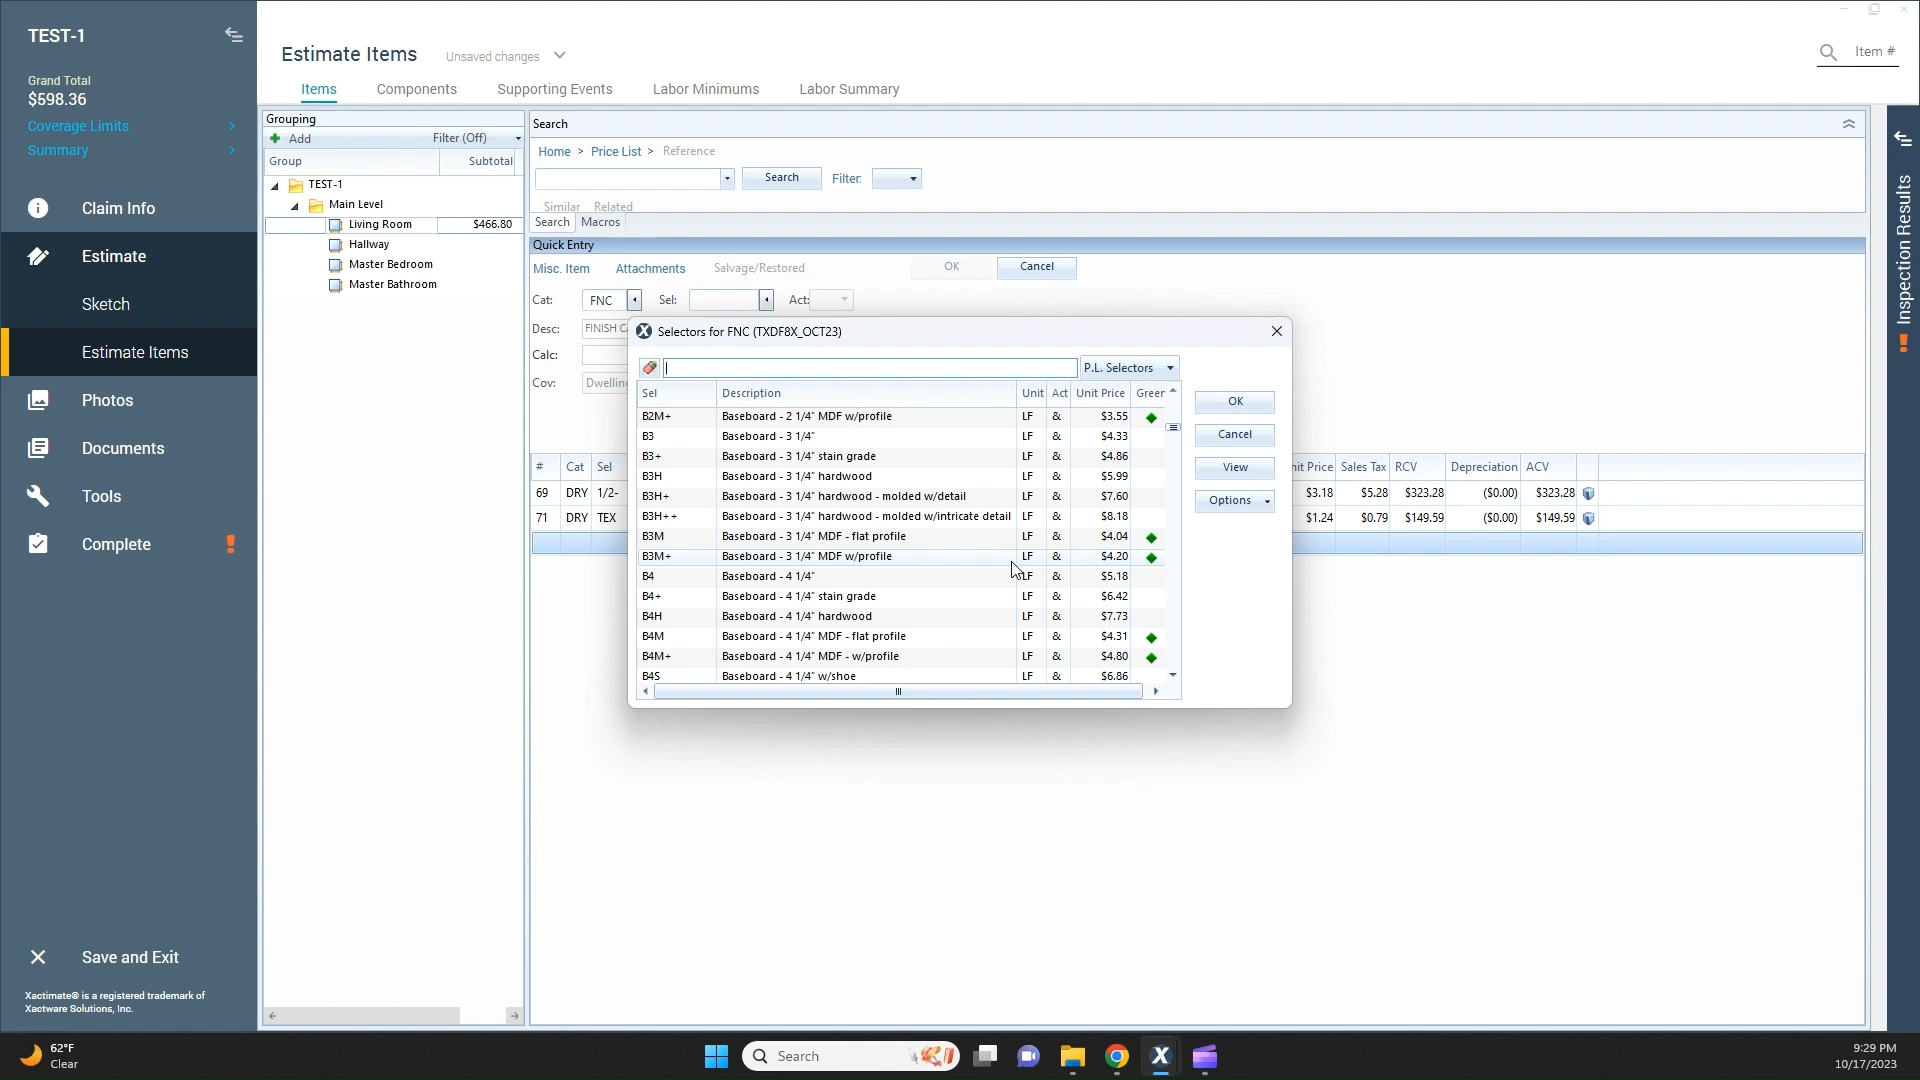 TEST-1
Grand Total
$598.36
Coverage Limits
Summary
Claim Info
Estimate
Sketch
Estimate Items
Photos
Documents
Tools
Complete
Save and Exit
Xactimate® is a registered trademark of
Xactware Solutions, Inc.
Estimate Items Unsaved changes
Item #
Items Components Supporting Events Labor Minimums Labor Summary
Grouping
Add Filter (Off)
Group Subtotal
TEST-1
Main Level
Living Room $466.80
Hallway
Master Bedroom
Master Bathroom
Search
Home > Price List > Reference
Search Filter:
Similar Related
Search Macros
Quick Entry
Misc. Item Attachments Salvage/Restored OK Cancel
Cat: FNC Sel: Act:
Desc: FINISH C
Calc:
Cov: Dwellin
# Cat Sel nit Price Sales Tax RCV Depreciation ACV
69 DRY 1/2- $3.18 $5.28 $323.28 ($0.00) $323.28
71 DRY TEX $1.24 $0.79 $149.59 ($0.00) $149.59
Selectors for FNC (TXDF8X_OCT23)
P.L. Selectors
Sel Description Unit Act Unit Price Green
B2M+ Baseboard - 2 1/4" MDF w/profile LF & $3.55
B3 Baseboard - 3 1/4" LF & $4.33
B3+ Baseboard - 3 1/4" stain grade LF & $4.86
B3H Baseboard - 3 1/4" hardwood LF & $5.99
B3H+ Baseboard - 3 1/4" hardwood - molded w/detail LF & $7.60
B3H++ Baseboard - 3 1/4" hardwood - molded w/intricate detail LF & $8.18
B3M Baseboard - 3 1/4" MDF - flat profile LF & $4.04
B3M+ Baseboard - 3 1/4" MDF w/profile LF & $4.20
B4 Baseboard - 4 1/4" LF & $5.18
B4+ Baseboard - 4 1/4" stain grade LF & $6.42
B4H Baseboard - 4 1/4" hardwood LF & $7.73
B4M Baseboard - 4 1/4" MDF - flat profile LF & $4.31
B4M+ Baseboard - 4 1/4" MDF - w/profile LF & $4.80
B4S Baseboard - 4 1/4" w/shoe LF & $6.86
OK
Cancel
View
Options
Inspection Results
62°F
Clear
Search
9:29 PM
10/17/2023